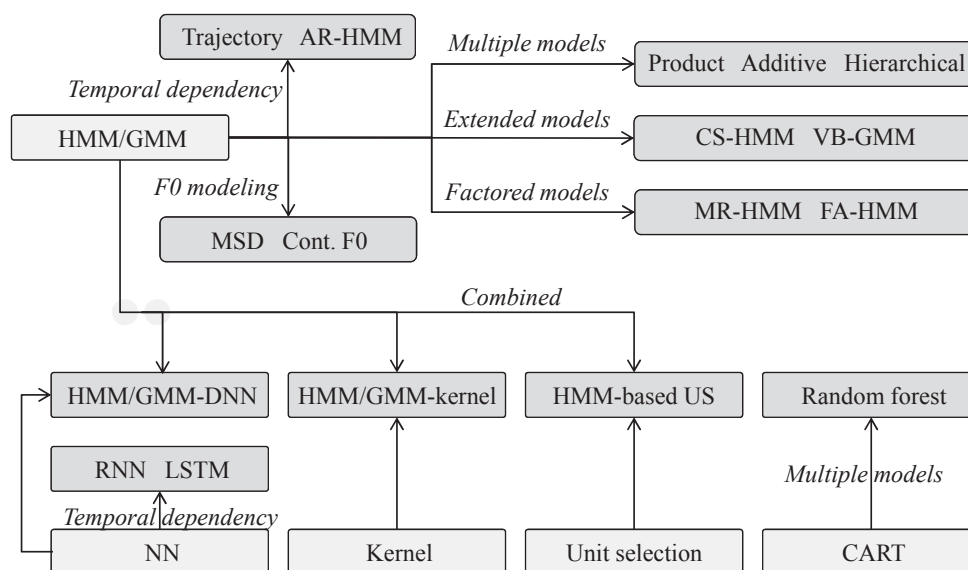 Trajectory AR-HMM
Multiple models
Product Additive Hierarchical
Temporal dependency
HMM/GMM
Extended models
CS-HMM VB-GMM
F0 modeling
Factored models
MR-HMM FA-HMM
MSD Cont. F0
Combined
HMM/GMM-DNN
HMM/GMM-kernel
HMM-based US
Random forest
RNN LSTM
Multiple models
Temporal dependency
NN
Kernel
Unit selection
CART